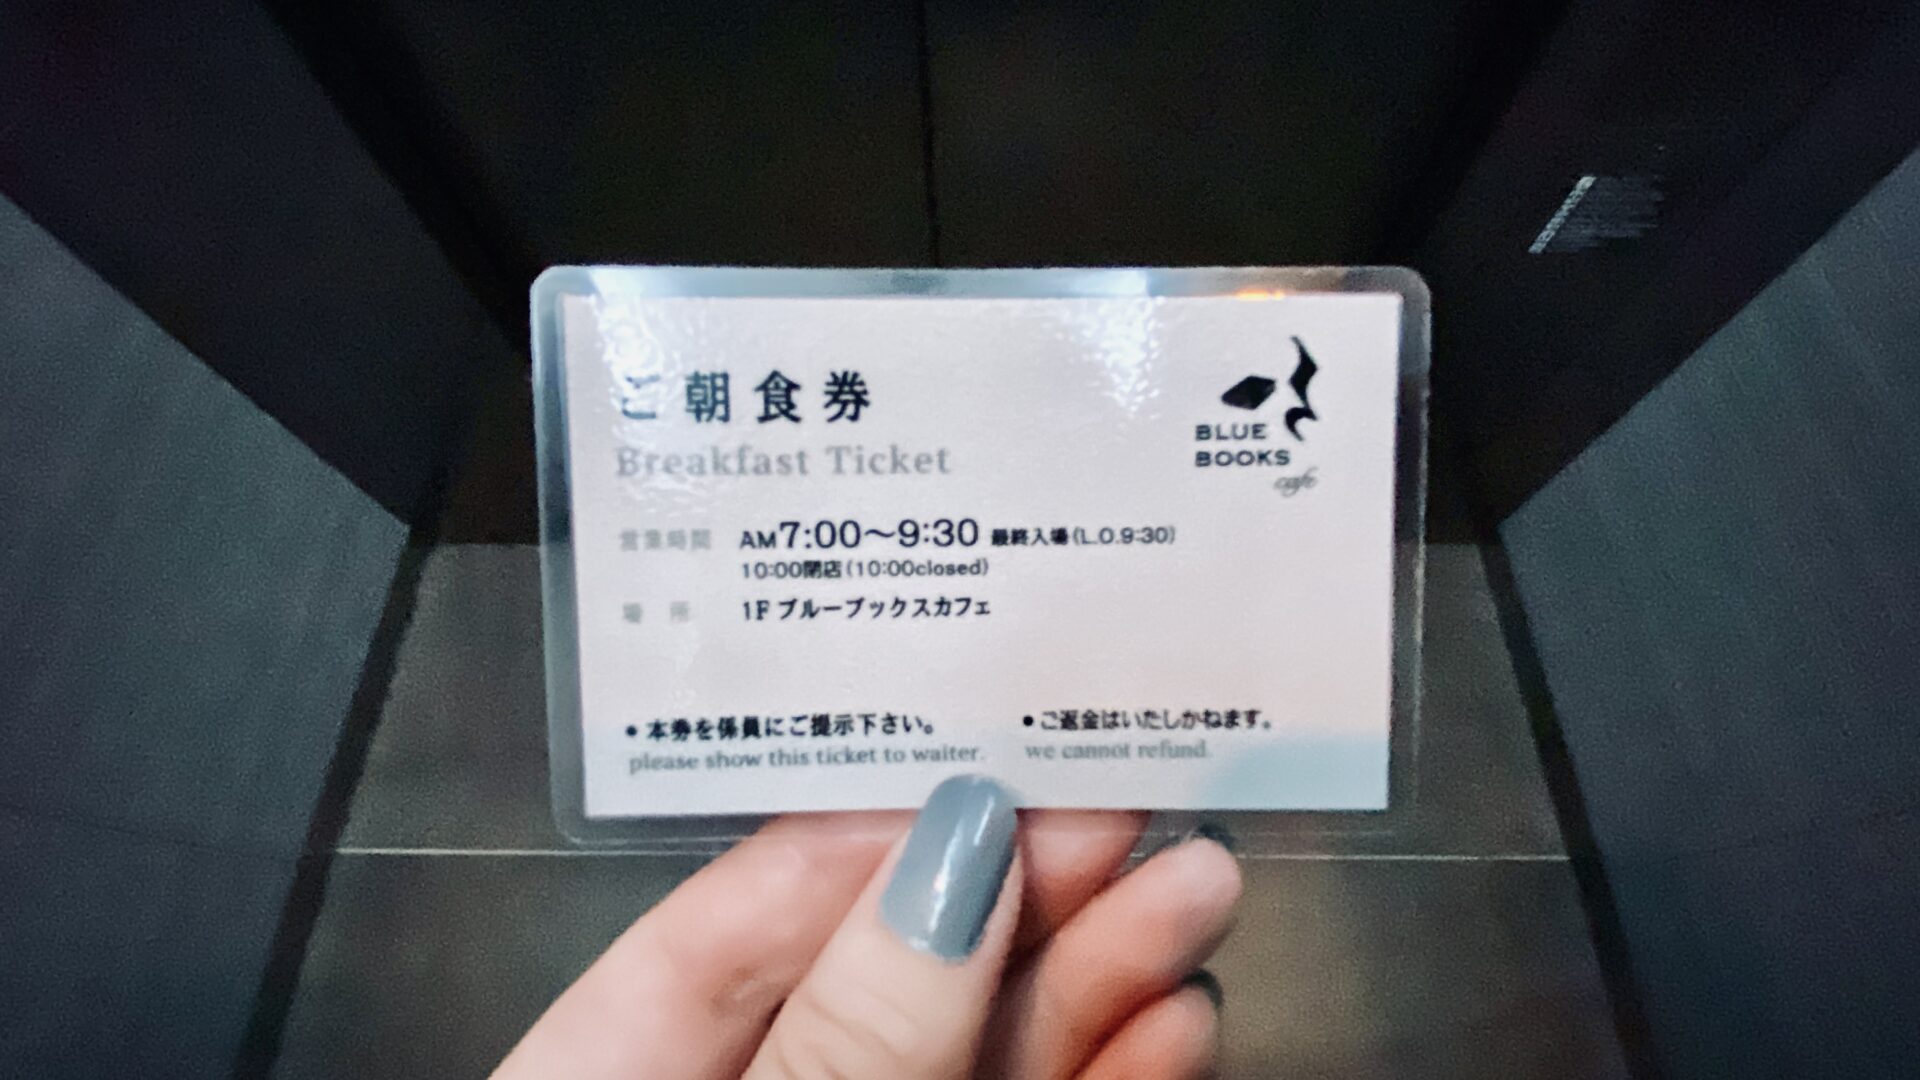 ご朝食券
Breakfast Ticket
BLUE
BOOKS
cafe
営業時間 AM7:00〜9:30 最終入場(L.O.9:30)
10:00閉店(10:00closed)
場 所 1F ブルーブックスカフェ
• 本券を係員にご提示下さい。
please show this ticket to waiter.
• ご返金はいたしかねます。
we cannot refund.